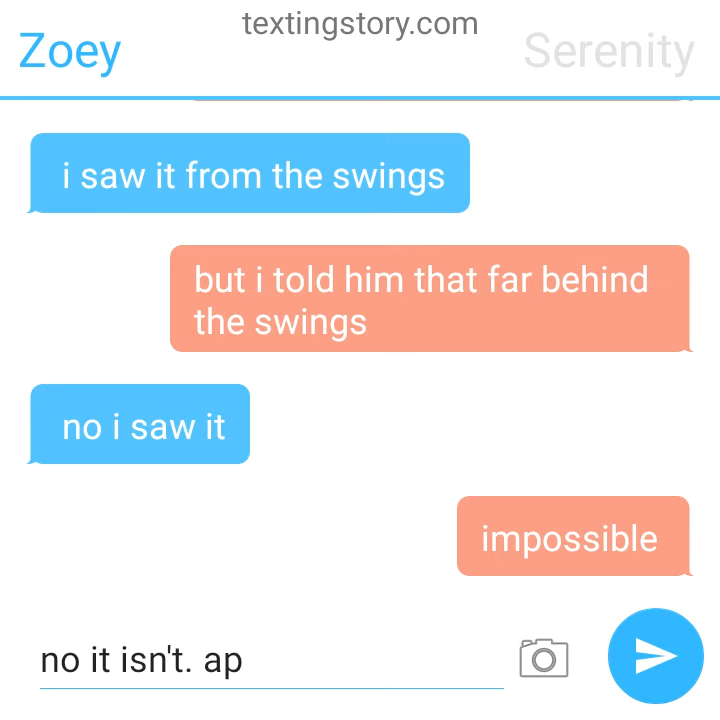 textingstory.com
Zoey
Serenity
i saw it from the swings
but i told him that far behind
the swings
no i saw it
impossible
no it isn't. ap